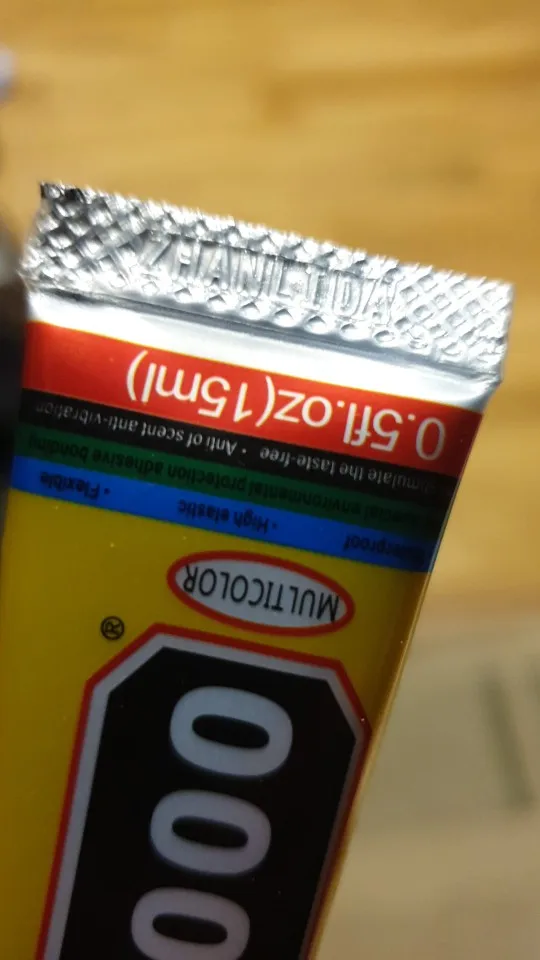 000
®
MULTICOLOR
• High elastic • Flexible
environmental protection adhesive bonding
the taste-free • Anti of scent anti-vibration
0.5fl.oz(15ml)
ZHANLIDA